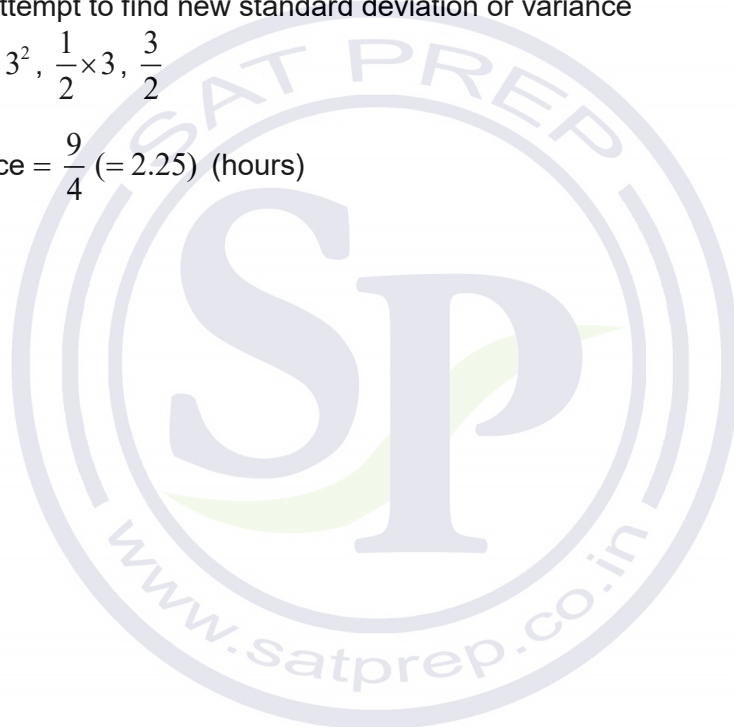 ttempt to find new standard deviation or variance
3², 1/2 × 3, 3/2
ce = 9/4 (= 2.25) (hours)
SAT PREP
SP
www.satprep.co.in